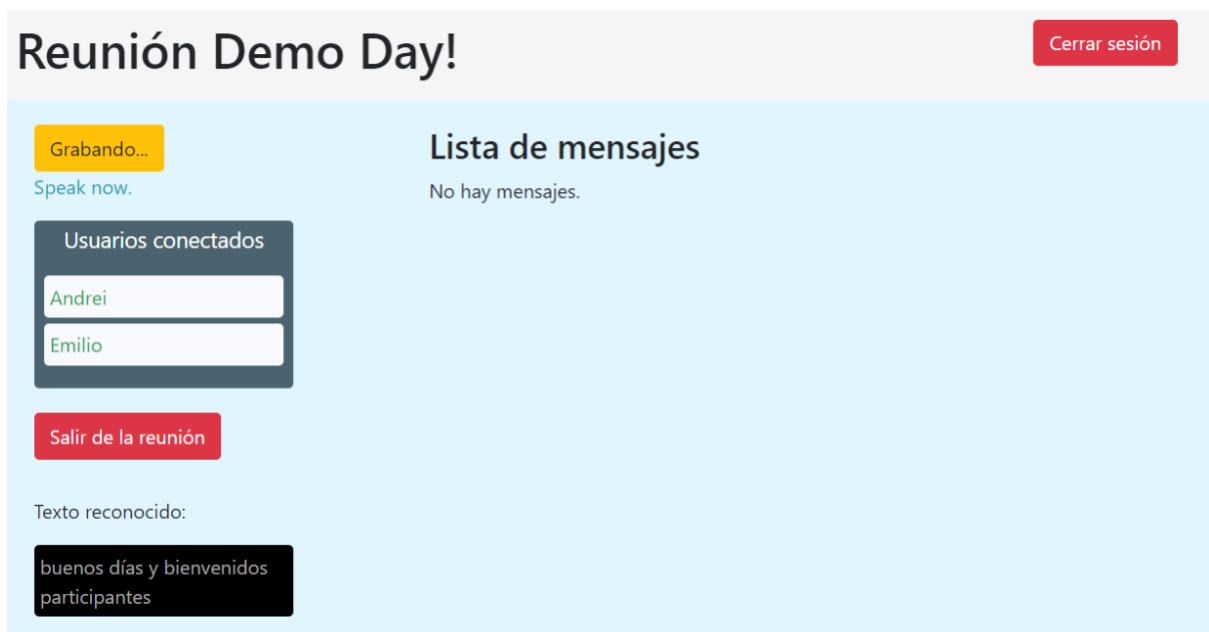 Reunión Demo Day!
Cerrar sesión
Grabando...
Speak now.
Usuarios conectados
Andrei
Emilio
Salir de la reunión
Texto reconocido:
buenos días y bienvenidos
participantes
Lista de mensajes
No hay mensajes.